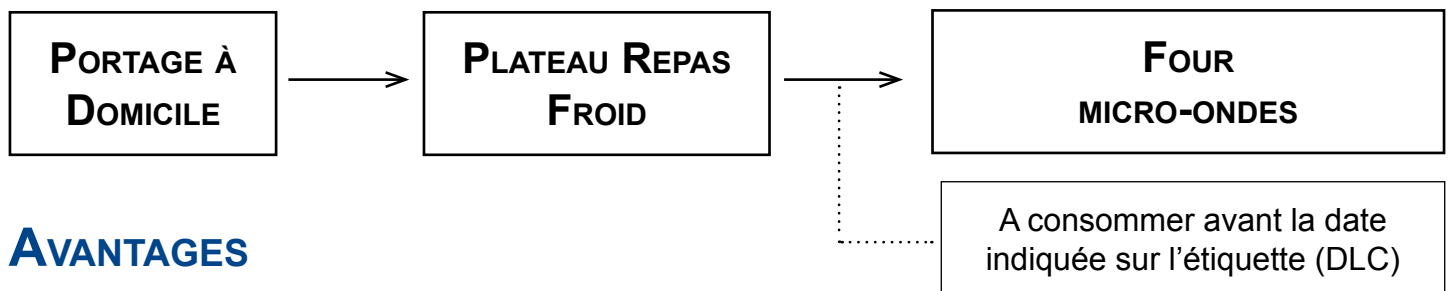 PORTAGE À
DOMICILE
PLATEAU REPAS
FROID
FOUR
MICRO-ONDES
A consommer avant la date
indiquée sur l’étiquette (DLC)
AVANTAGES